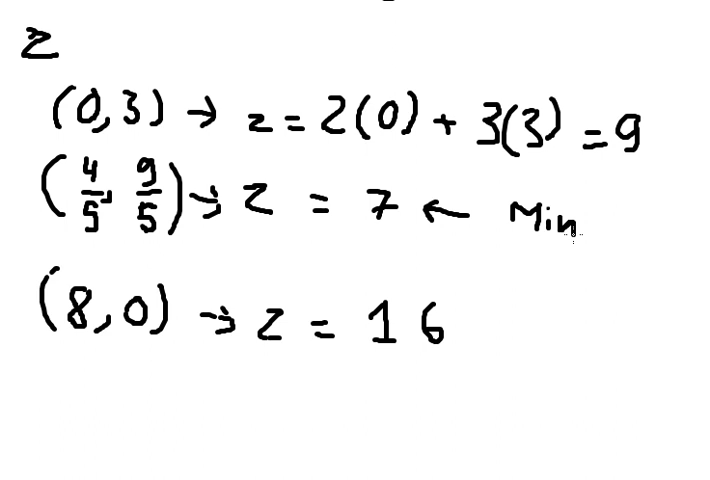 z
(0,3) → z = 2(0) + 3(3) = 9
(4/5, 9/5) → z = 7 ← Min
(8,0) → z = 16